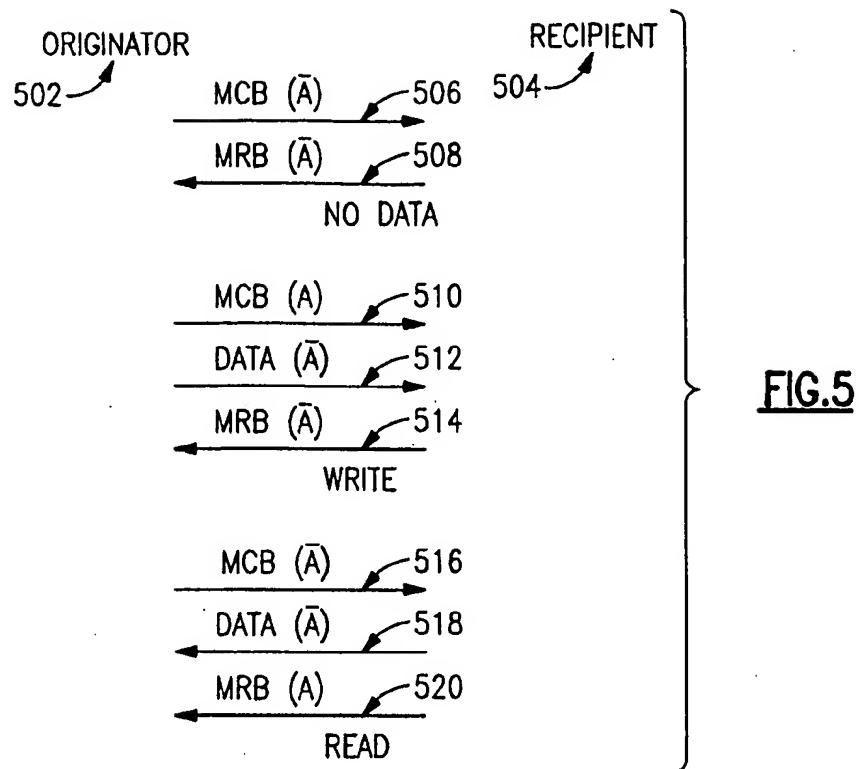 ORIGINATOR
502
RECIPIENT
504
MCB (Ā) 506
MRB (Ā) 508
NO DATA
MCB (A) 510
DATA (Ā) 512
MRB (Ā) 514
WRITE
MCB (Ā) 516
DATA (Ā) 518
MRB (A) 520
READ
FIG.5